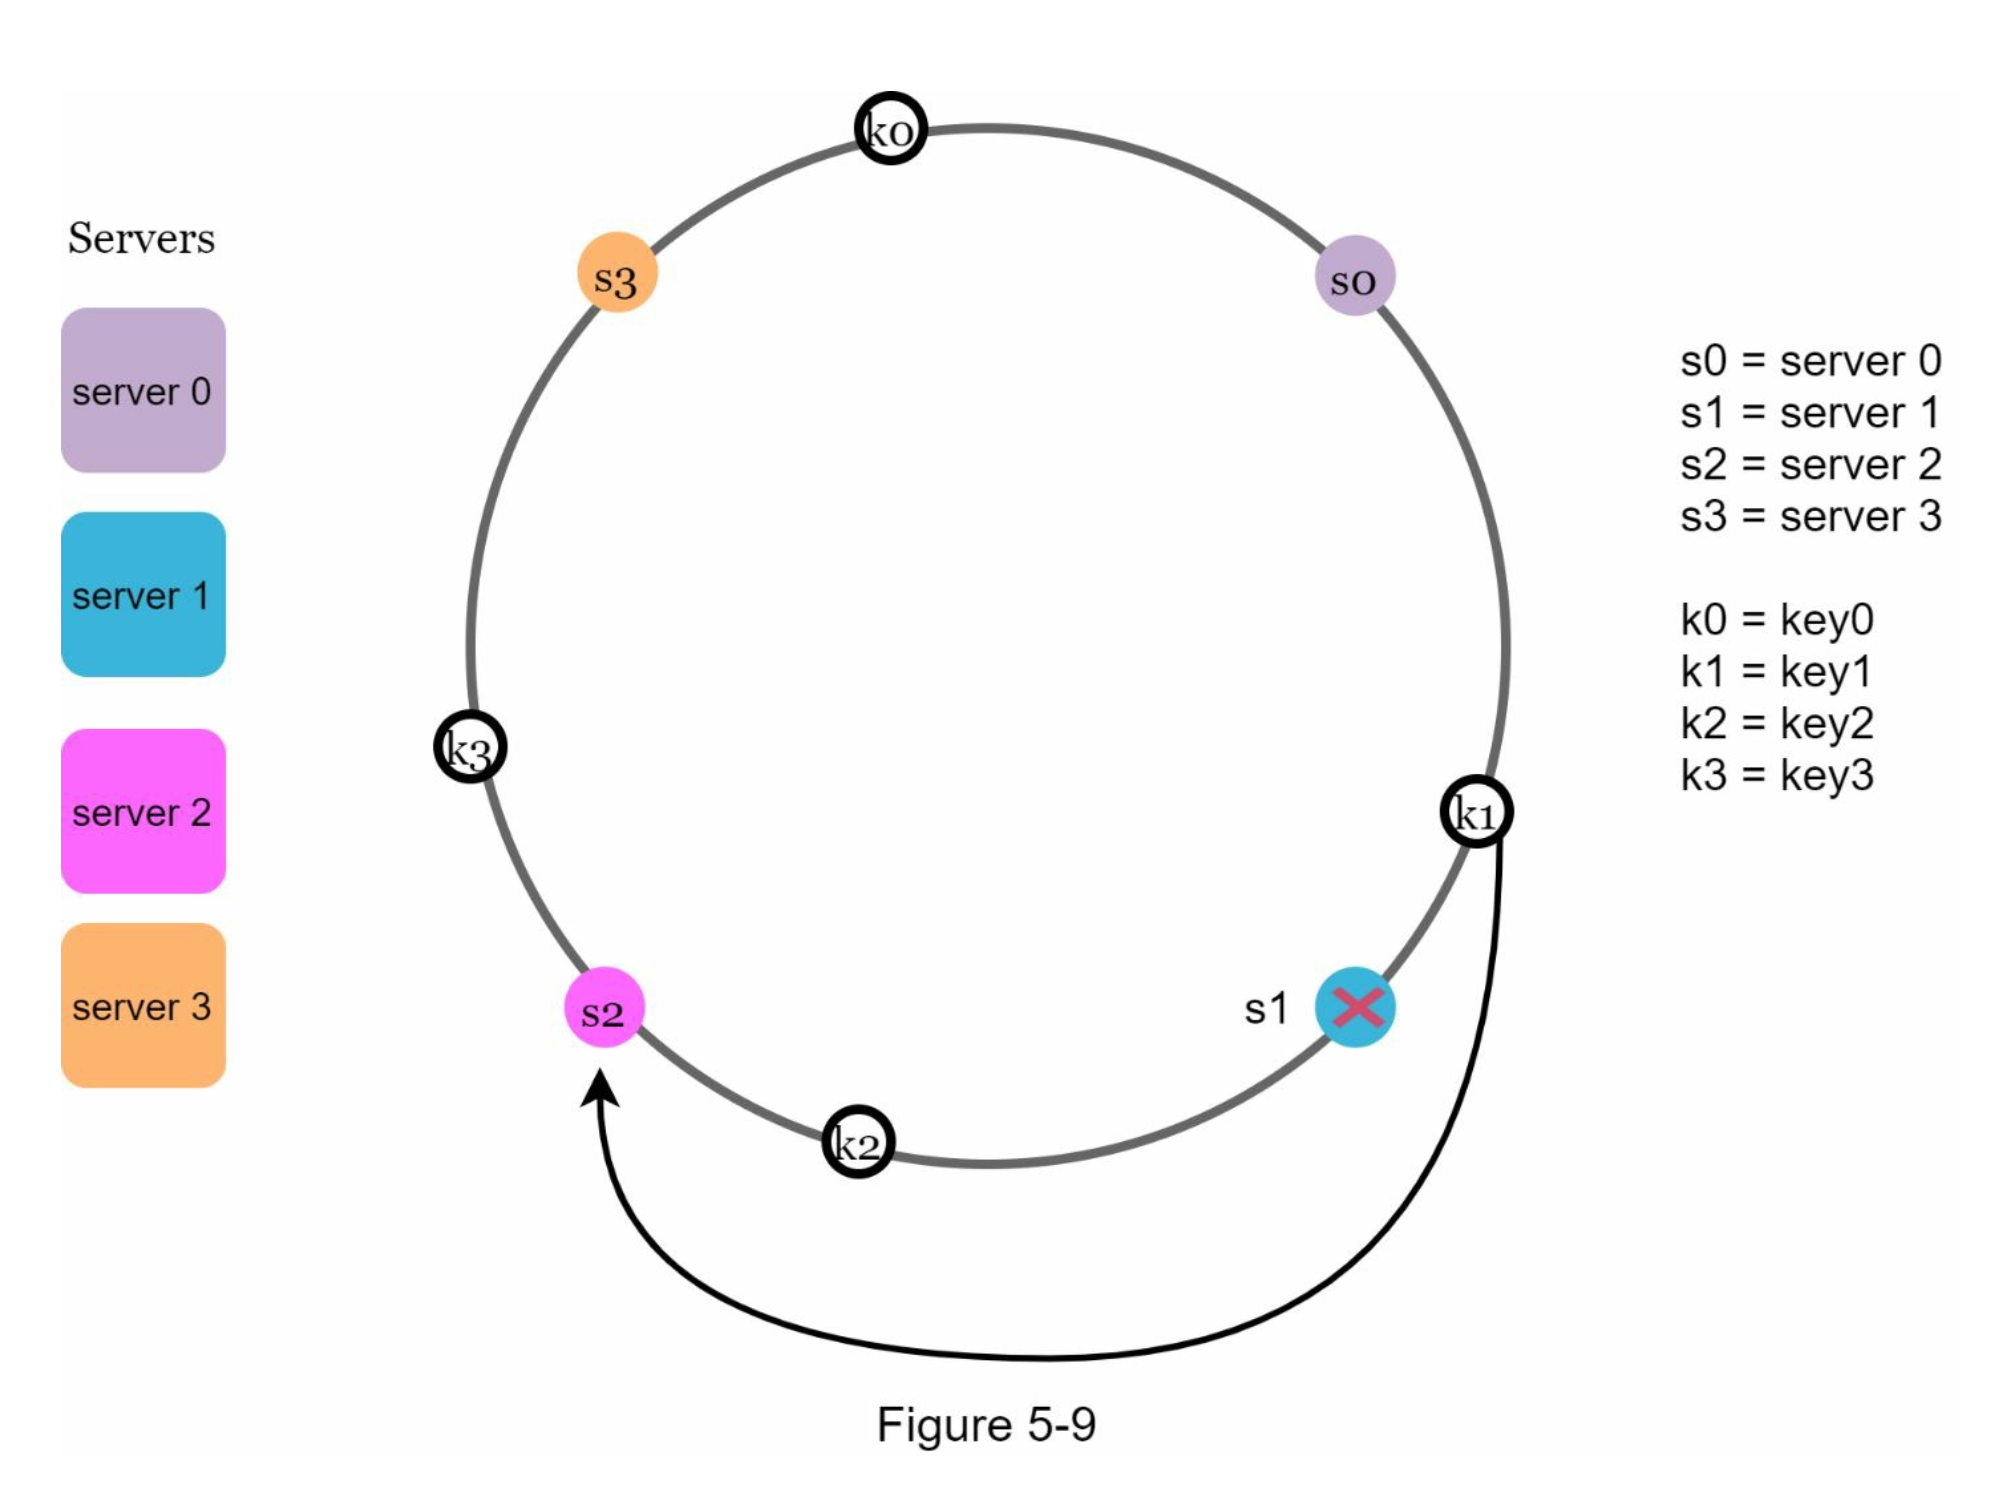 Servers
server 0
server 1
server 2
server 3
k0
s3
s0
k3
k1
s2
s1
k2
s0 = server 0
s1 = server 1
s2 = server 2
s3 = server 3
k0 = key0
k1 = key1
k2 = key2
k3 = key3
Figure 5-9